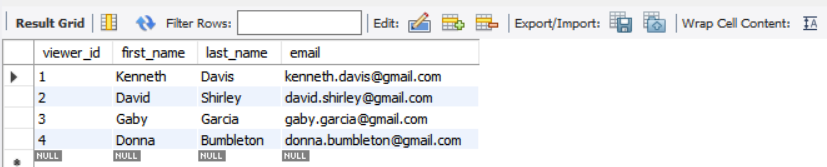 Result Grid Filter Rows: Edit: Export/Import: Wrap Cell Content: IA
viewer_id first_name last_name email
1 Kenneth Davis kenneth.davis@gmail.com
2 David Shirley david.shirley@gmail.com
3 Gaby Garcia gaby.garcia@gmail.com
4 Donna Bumbleton donna.bumbleton@gmail.com
* NULL NULL NULL NULL